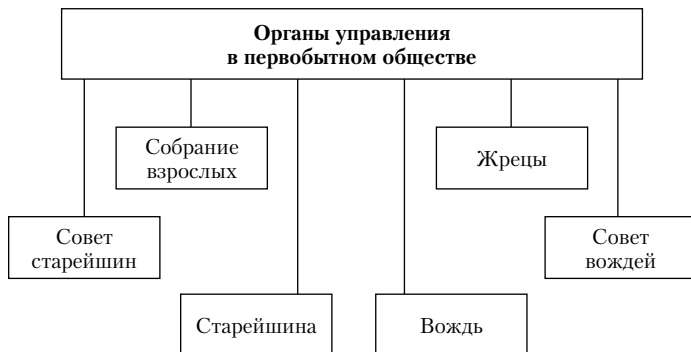 Органы управления
в первобытном обществе
Собрание
взрослых
Жрецы
Совет
старейшин
Совет
вождей
Старейшина
Вождь